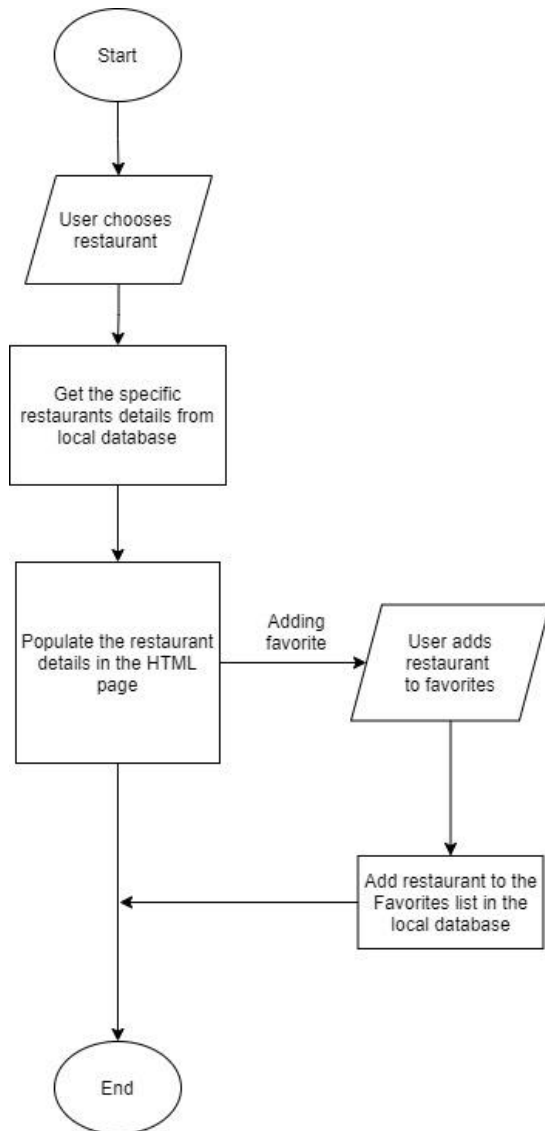 Start
User chooses
restaurant
Get the specific
restaurants details from
local database
Populate the restaurant
details in the HTML
page
Adding
favorite
User adds
restaurant
to favorites
Add restaurant to the
Favorites list in the
local database
End